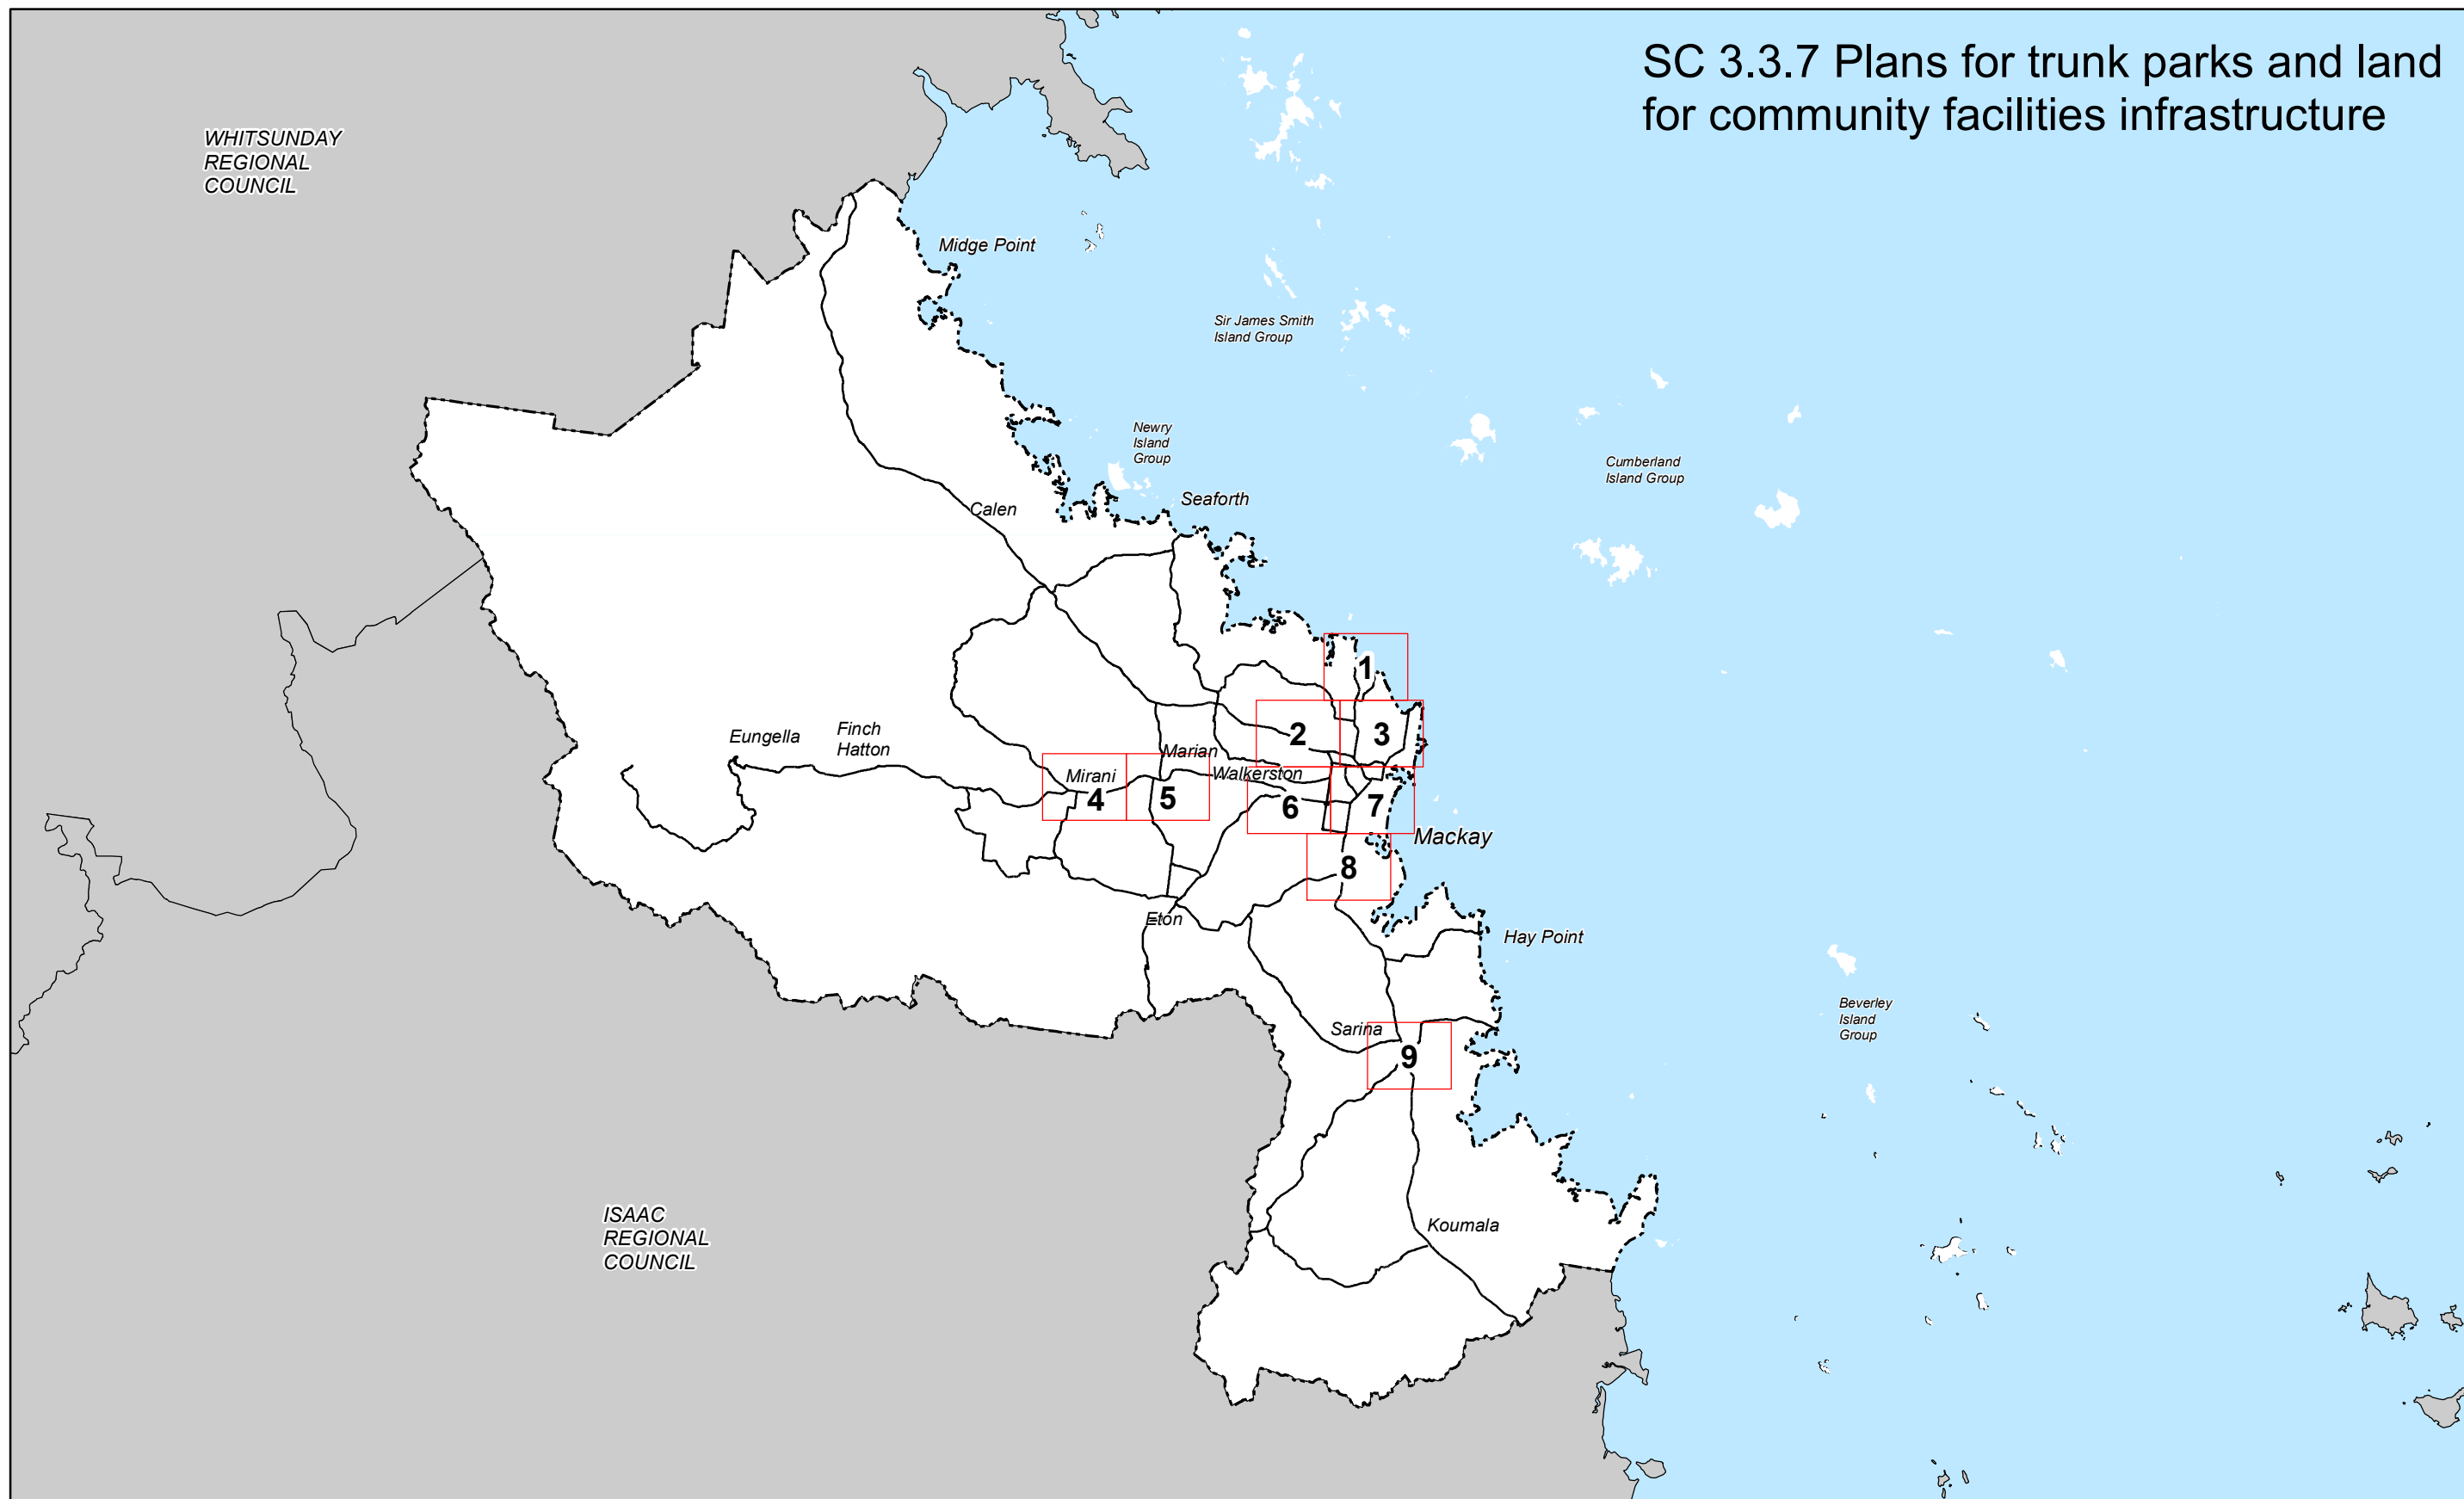 SC 3.3.7 Plans for trunk parks and land
for community facilities infrastructure
WHITSUNDAY
REGIONAL
COUNCIL
Midge Point
Sir James Smith
Island Group
Newry
Island
Group
Cumberland
Island Group
Seaforth
Calen
1
2
3
Eungella
Finch
Hatton
Marian
Mirani
Walkerston
4
5
6
7
Mackay
8
Eton
Hay Point
Beverley
Island
Group
Sarina
9
ISAAC
REGIONAL
COUNCIL
Koumala